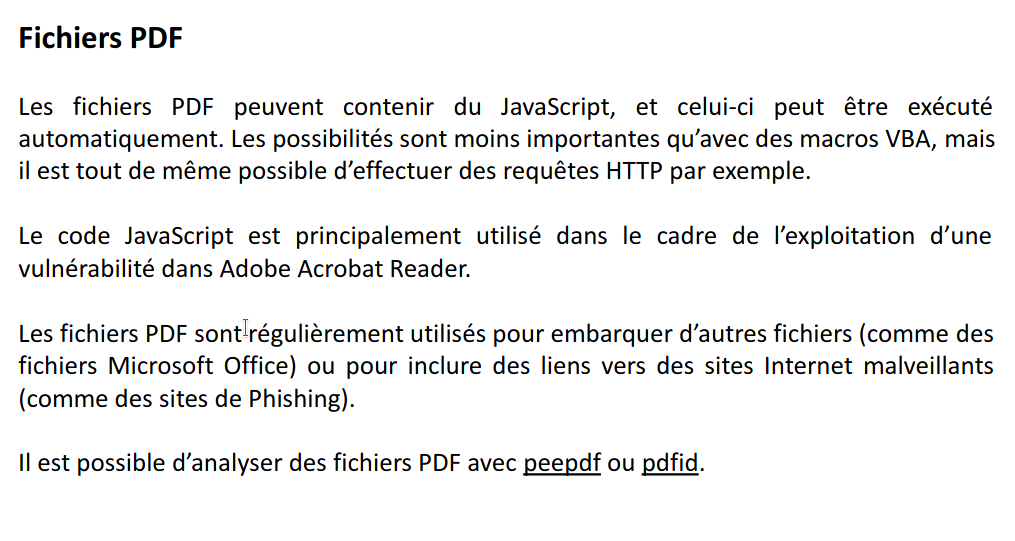 Fichiers PDF
Les fichiers PDF peuvent contenir du JavaScript, et celui-ci peut être exécuté
automatiquement. Les possibilités sont moins importantes qu’avec des macros VBA, mais
il est tout de même possible d’effectuer des requêtes HTTP par exemple.
Le code JavaScript est principalement utilisé dans le cadre de l’exploitation d’une
vulnérabilité dans Adobe Acrobat Reader.
Les fichiers PDF sont régulièrement utilisés pour embarquer d’autres fichiers (comme des
fichiers Microsoft Office) ou pour inclure des liens vers des sites Internet malveillants
(comme des sites de Phishing).
Il est possible d’analyser des fichiers PDF avec peepdf ou pdfid.